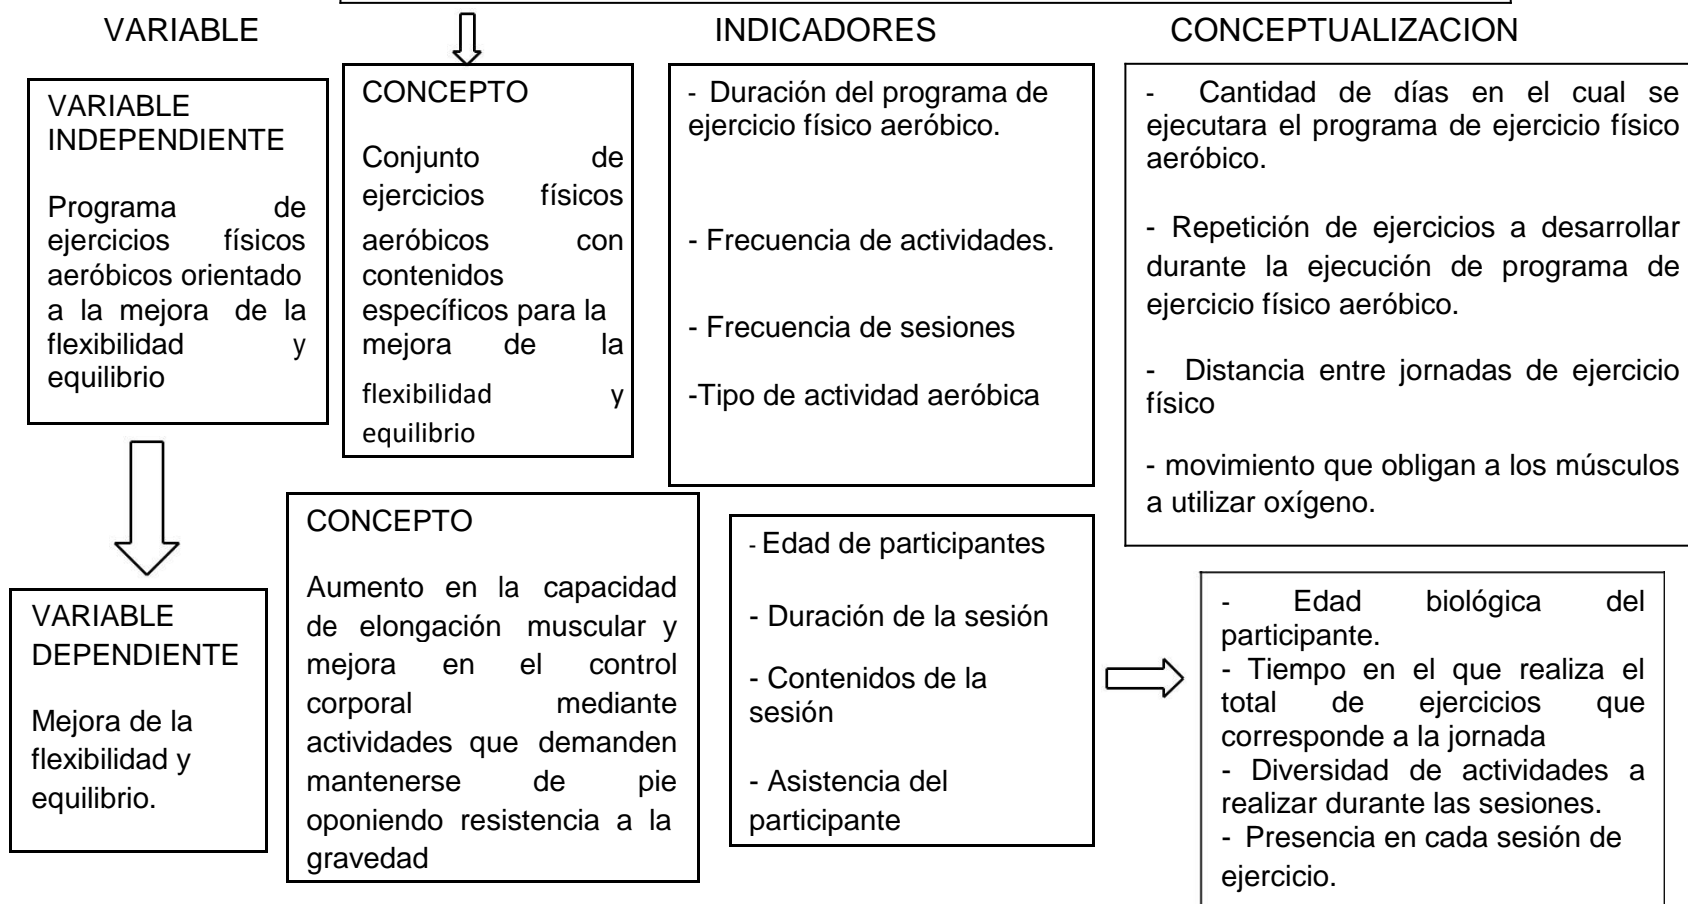 VARIABLE
INDICADORES
CONCEPTUALIZACION
VARIABLE
INDEPENDIENTE
Programa de
ejercicios físicos
aeróbicos orientado
a la mejora de la
flexibilidad y
equilibrio
CONCEPTO
Conjunto de
ejercicios físicos
aeróbicos con
contenidos
específicos para la
mejora de la
flexibilidad y
equilibrio
- Duración del programa de
ejercicio físico aeróbico.
- Frecuencia de actividades.
- Frecuencia de sesiones
-Tipo de actividad aeróbica
- Cantidad de días en el cual se
ejecutara el programa de ejercicio físico
aeróbico.
- Repetición de ejercicios a desarrollar
durante la ejecución de programa de
ejercicio físico aeróbico.
- Distancia entre jornadas de ejercicio
físico
- movimiento que obligan a los músculos
a utilizar oxígeno.
VARIABLE
DEPENDIENTE
Mejora de la
flexibilidad y
equilibrio.
CONCEPTO
Aumento en la capacidad
de elongación muscular y
mejora en el control
corporal mediante
actividades que demanden
mantenerse de pie
oponiendo resistencia a la
gravedad
- Edad de participantes
- Duración de la sesión
- Contenidos de la
sesión
- Asistencia del
participante
- Edad biológica del
participante.
- Tiempo en el que realiza el
total de ejercicios que
corresponde a la jornada
- Diversidad de actividades a
realizar durante las sesiones.
- Presencia en cada sesión de
ejercicio.